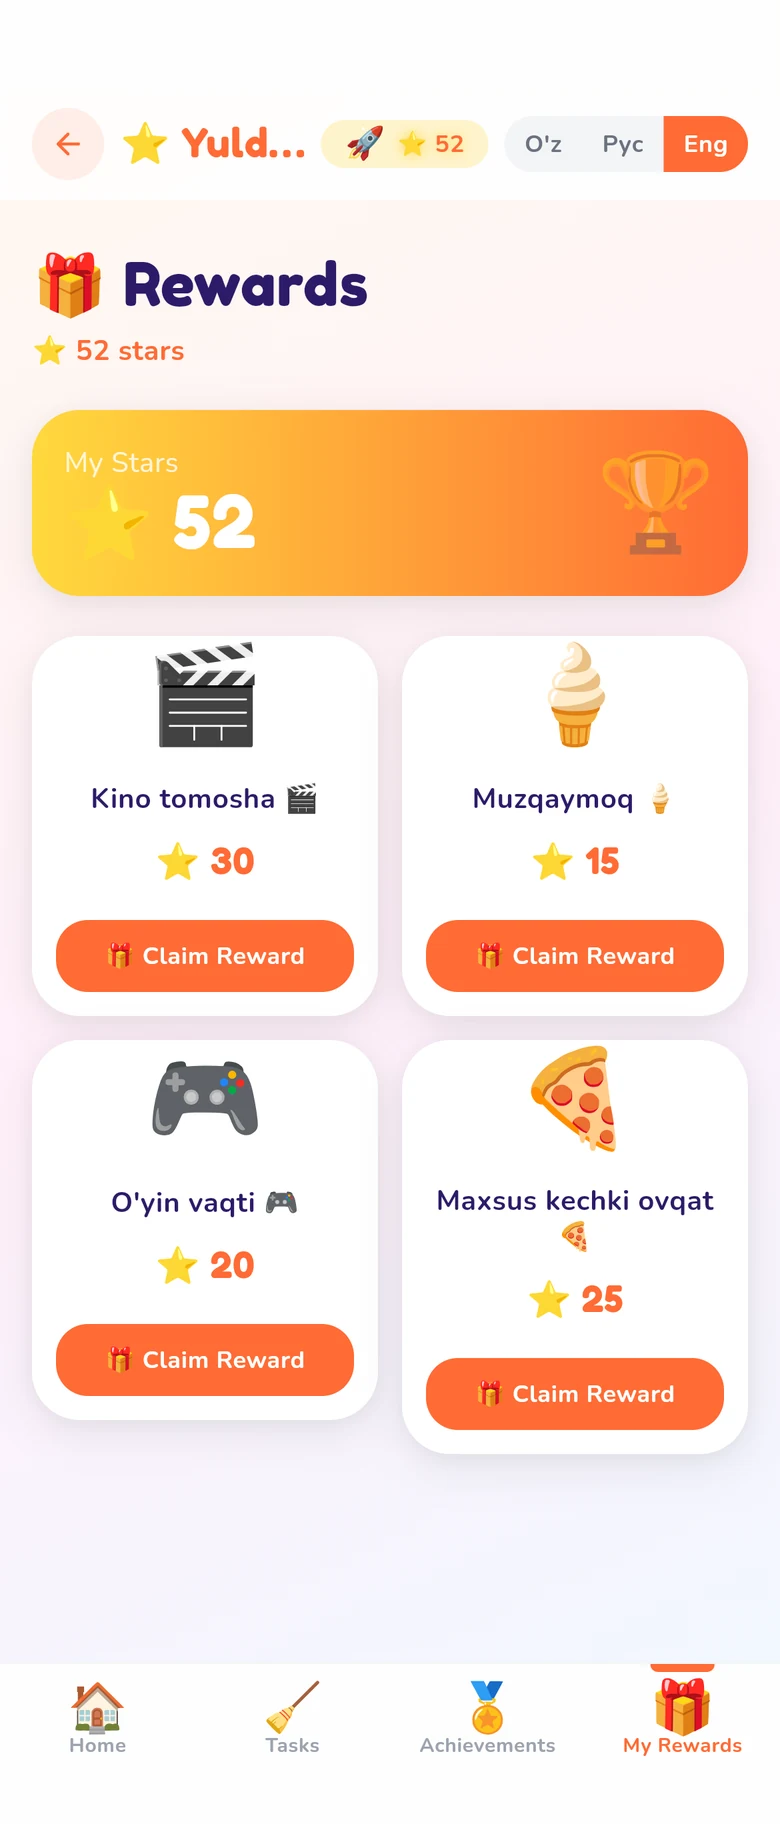 Yuld...
52
O'z
Рус
Eng
Rewards
52 stars
My Stars
52
Kino tomosha
30
Claim Reward
Muzqaymoq
15
Claim Reward
O'yin vaqti
20
Claim Reward
Maxsus kechki ovqat
25
Claim Reward
Home
Tasks
Achievements
My Rewards